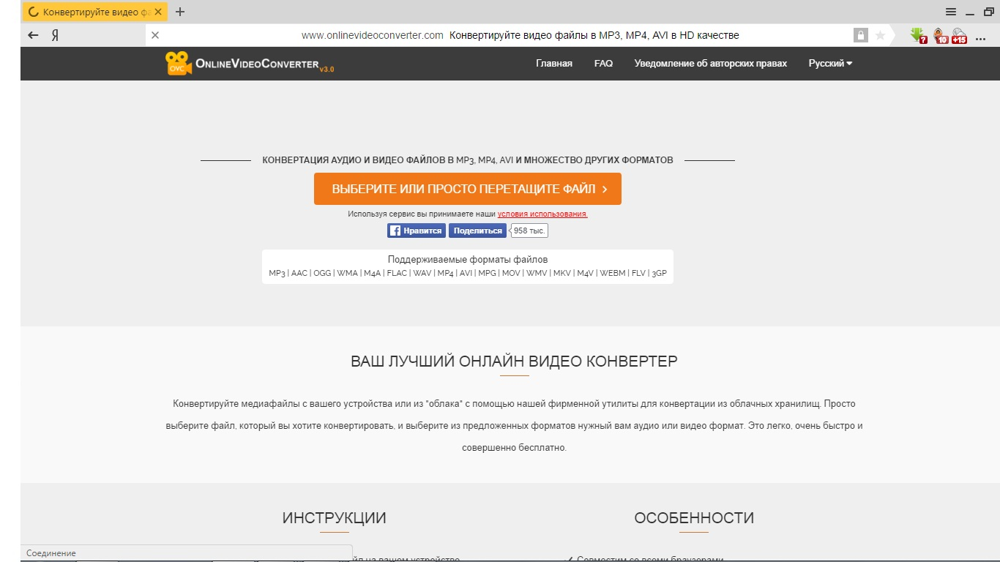 Конвертируйте видео фа
www.onlinevideoconverter.com Конвертируйте видео файлы в MP3, MP4, AVI в HD качестве
? 10 +15
OVC OnlineVideoConverter v3.0 Главная FAQ Уведомление об авторских правах Русский
КОНВЕРТАЦИЯ АУДИО И ВИДЕО ФАЙЛОВ В MP3, MP4, AVI И МНОЖЕСТВО ДРУГИХ ФОРМАТОВ
ВЫБЕРИТЕ ИЛИ ПРОСТО ПЕРЕТАЩИТЕ ФАЙЛ
Используя сервис вы принимаете наши условия использования.
Нравится Поделиться 958 тыс.
Поддерживаемые форматы файлов
MP3 | AAC | OGG | WMA | M4A | FLAC | WAV | MP4 | AVI | MPG | MOV | WMV | MKV | M4V | WEBM | FLV | 3GP
ВАШ ЛУЧШИЙ ОНЛАЙН ВИДЕО КОНВЕРТЕР
Конвертируйте медиафайлы с вашего устройства или из "облака" с помощью нашей фирменной утилиты для конвертации из облачных хранилищ. Просто
выберите файл, который вы хотите конвертировать, и выберите из предложенных форматов нужный вам аудио или видео формат. Это легко, очень быстро и
совершенно бесплатно.
ИНСТРУКЦИИ ОСОБЕННОСТИ
Соединение
йл на вашем устройстве Совместим со всеми браузерами